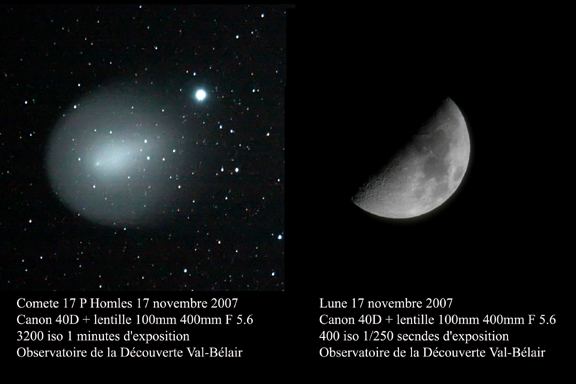 Comete 17 P Homles 17 novembre 2007
Canon 40D + lentille 100mm 400mm F 5.6
3200 iso 1 minutes d'exposition
Observatoire de la Découverte Val-Bélair
Lune 17 novembre 2007
Canon 40D + lentille 100mm 400mm F 5.6
400 iso 1/250 secndes d'exposition
Observatoire de la Découverte Val-Bélair